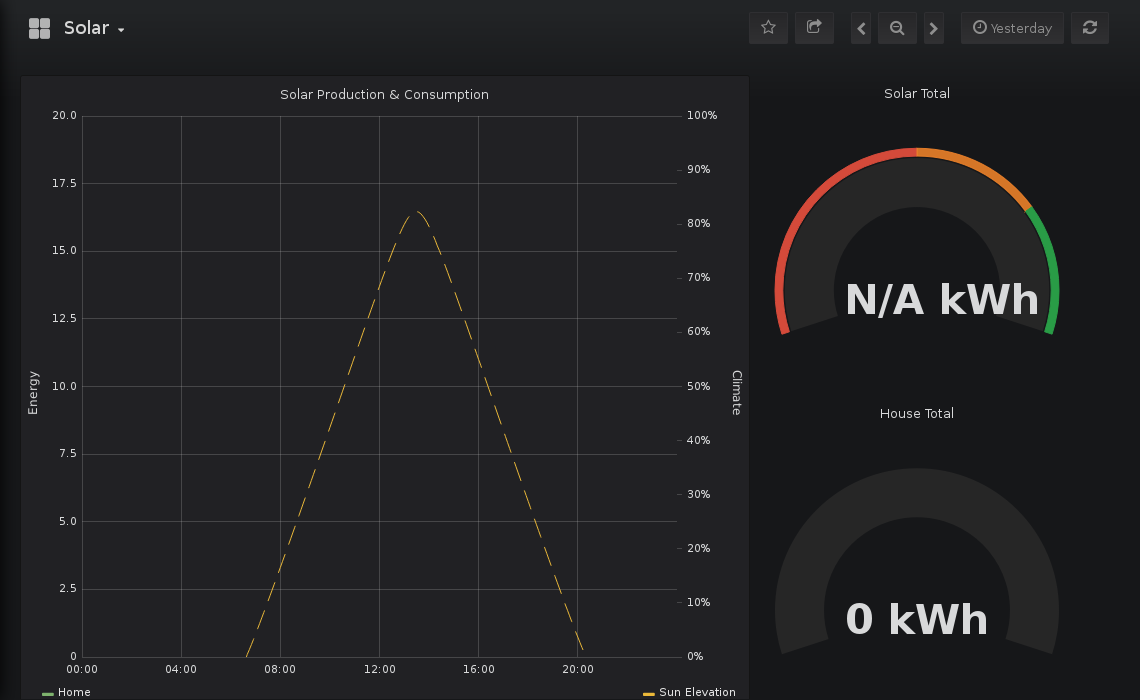 Solar
Yesterday
Solar Production & Consumption
20.0
17.5
15.0
12.5
10.0
7.5
5.0
2.5
0
Energy
100%
90%
80%
70%
60%
50%
40%
30%
20%
10%
0%
Climate
00:00 04:00 08:00 12:00 16:00 20:00
Home Sun Elevation
Solar Total
N/A kWh
House Total
0 kWh